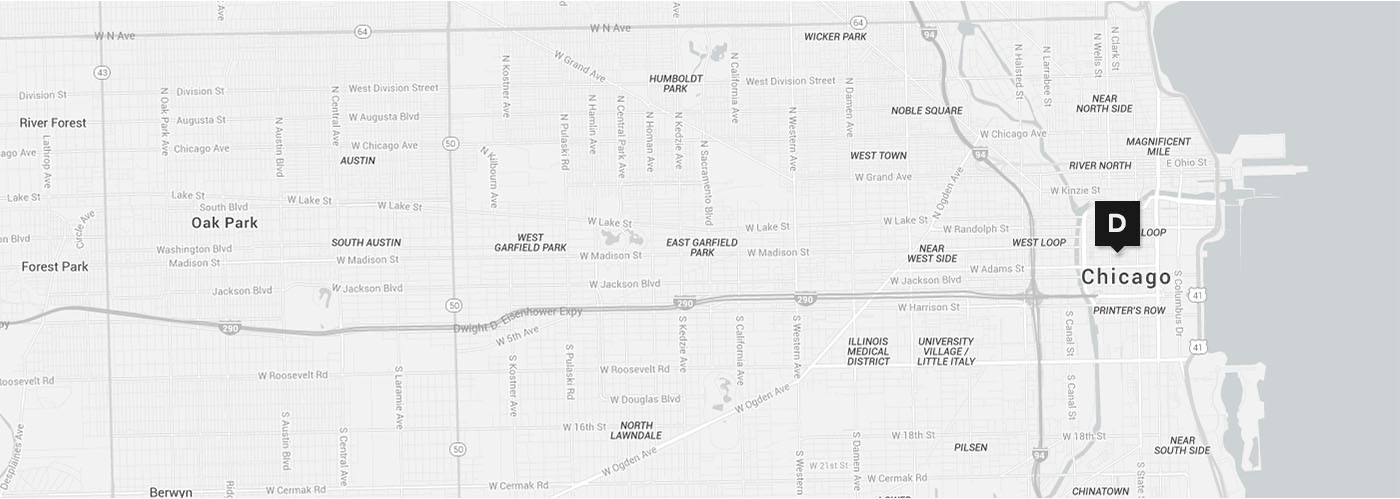 W N Ave
64
W N Ave
64
WICKER PARK
94
43
W Grand Ave
HUMBOLDT
PARK
N California Ave
West Division Street
N Halsted St
N Larrabee St
N Wells St
N Clark St
Division St
Division St
West Division Street
N Kostner Ave
NOBLE SQUARE
NEAR
NORTH SIDE
River Forest
N Oak Park Ave
Augusta St
N Central Ave
W Augusta Blvd
N Hamlin Ave
N Central Park Ave
N Homan Ave
N Kedzie Ave
N Western Ave
N Damen Ave
W Chicago Ave
Lathrop Ave
Chicago Ave
N Austin Blvd
AUSTIN
W Chicago Ave
50
N Pulaski Rd
WEST TOWN
94
MAGNIFICENT
MILE
RIVER NORTH
E Ohio St
N Kilbourn Ave
N Sacramento Blvd
W Grand Ave
N Ogden Ave
W Kinzie St
Lake St
Lake St
South Blvd
W Lake St
W Lake St
W Lake St
W Lake St
W Lake St
W Randolph St
D
LOOP
Oak Park
Circle Ave
Washington Blvd
Madison St
SOUTH AUSTIN
W Madison St
WEST
GARFIELD PARK
W Madison St
EAST GARFIELD
PARK
W Madison St
NEAR
WEST SIDE
WEST LOOP
W Adams St
Chicago
Forest Park
Jackson Blvd
W Jackson Blvd
W Jackson Blvd
W Jackson Blvd
50
290
290
W Harrison St
PRINTER'S ROW
S Columbus Dr
41
290
Dwight D. Eisenhower Expy
W 5th Ave
S Kedzie Ave
S California Ave
S Western Ave
ILLINOIS
MEDICAL
DISTRICT
UNIVERSITY
VILLAGE /
LITTLE ITALY
S Canal St
41
W Roosevelt Rd
S Laramie Ave
S Kostner Ave
S Pulaski Rd
W Roosevelt Rd
W Douglas Blvd
W Ogden Ave
S Canal St
S Austin Blvd
S Central Ave
50
W 16th St
NORTH
LAWNDALE
W Ogden Ave
S Western
S Damen Ave
W 18th St
PILSEN
94
W 18th St
NEAR
SOUTH SIDE
Desplaines Ave
W 21st St
W Cermak Rd
S State S
Berwyn
W Cermak Rd
W Cermak Rd
CHINATOWN